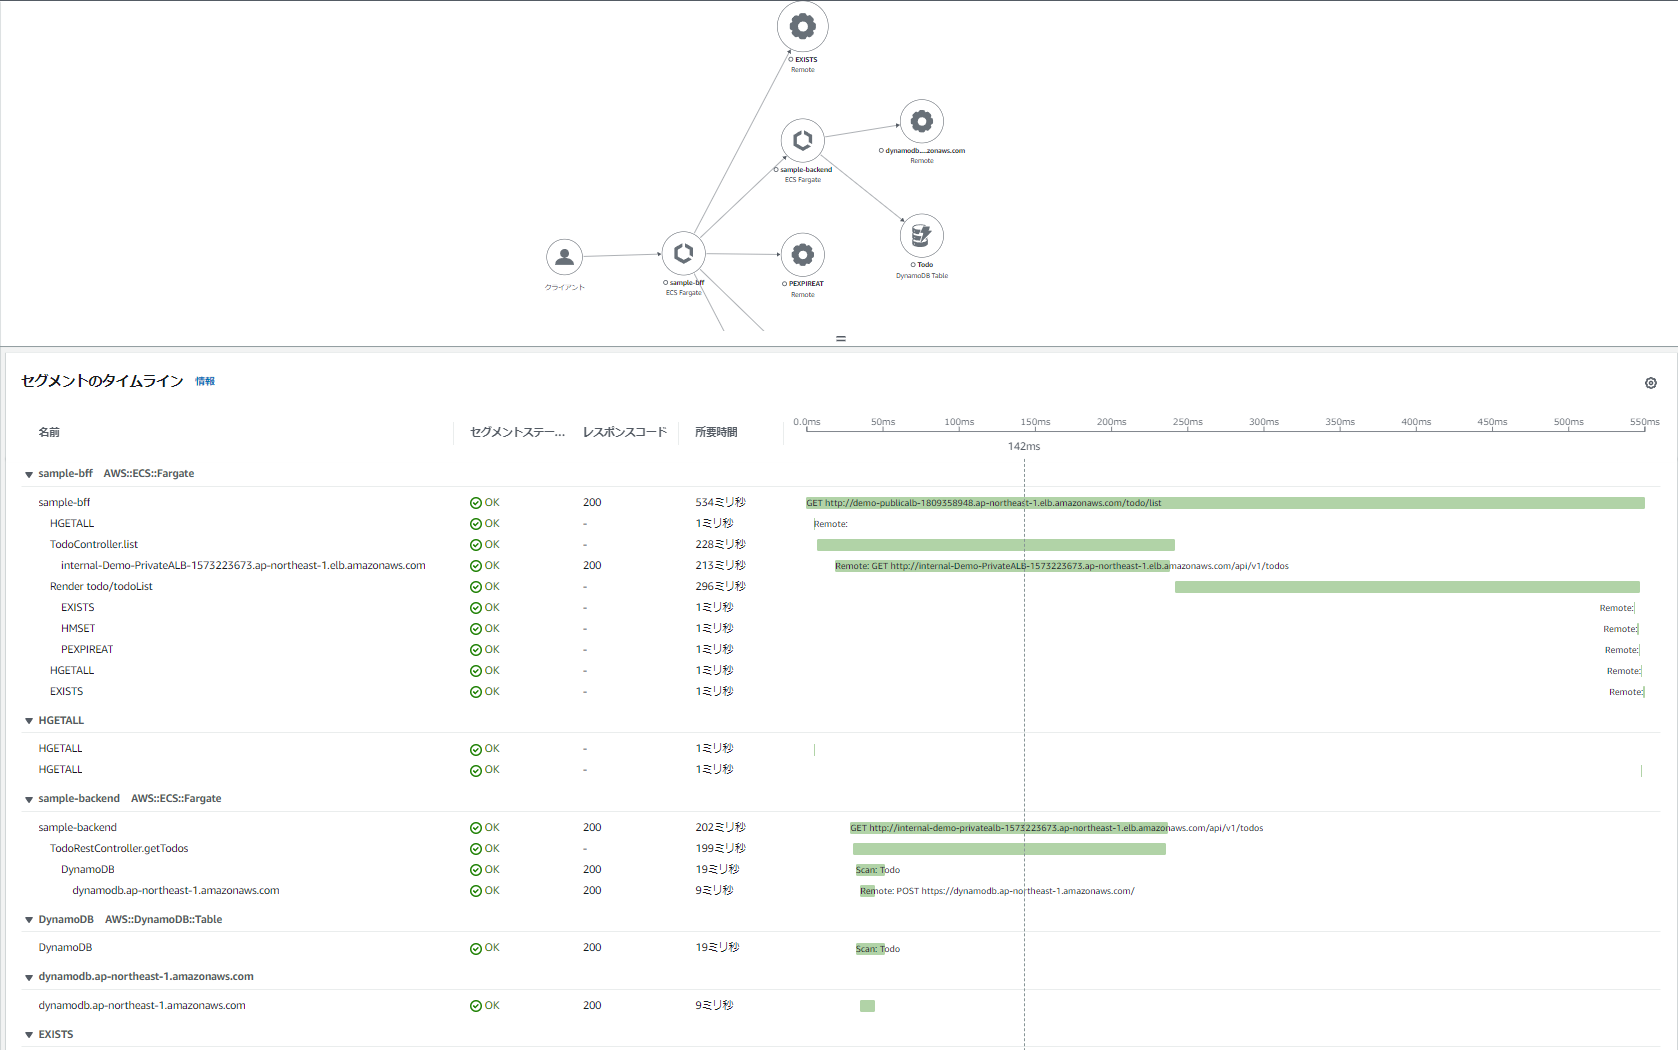 EXISTS
Remote
dynamodb....zonaws.com
Remote
sample-backend
ECS Fargate
Todo
DynamoDB Table
クライアント
sample-bff
ECS Fargate
PEXPIREAT
Remote
セグメントのタイムライン 情報
名前 セグメントステー... レスポンスコード 所要時間 0.0ms 50ms 100ms 150ms 200ms 250ms 300ms 350ms 400ms 450ms 500ms 550ms
142ms
sample-bff AWS::ECS::Fargate
sample-bff OK 200 534ミリ秒 GET http://demo-publicalb-1809358948.ap-northeast-1.elb.amazonaws.com/todo/list
HGETALL OK - 1ミリ秒 Remote:
TodoController.list OK - 228ミリ秒
internal-Demo-PrivateALB-1573223673.ap-northeast-1.elb.amazonaws.com OK 200 213ミリ秒 Remote: GET http://internal-Demo-PrivateALB-1573223673.ap-northeast-1.elb.amazonaws.com/api/v1/todos
Render todo/todoList OK - 296ミリ秒
EXISTS OK - 1ミリ秒 Remote:
HMSET OK - 1ミリ秒 Remote:
PEXPIREAT OK - 1ミリ秒 Remote:
HGETALL OK - 1ミリ秒 Remote:
EXISTS OK - 1ミリ秒 Remote:
HGETALL
HGETALL OK - 1ミリ秒
HGETALL OK - 1ミリ秒
sample-backend AWS::ECS::Fargate
sample-backend OK 200 202ミリ秒 GET http://internal-demo-privatealb-1573223673.ap-northeast-1.elb.amazonaws.com/api/v1/todos
TodoRestController.getTodos OK - 199ミリ秒
DynamoDB OK 200 19ミリ秒 Scan: Todo
dynamodb.ap-northeast-1.amazonaws.com OK 200 9ミリ秒 Remote: POST https://dynamodb.ap-northeast-1.amazonaws.com/
DynamoDB AWS::DynamoDB::Table
DynamoDB OK 200 19ミリ秒 Scan: Todo
dynamodb.ap-northeast-1.amazonaws.com
dynamodb.ap-northeast-1.amazonaws.com OK 200 9ミリ秒
EXISTS